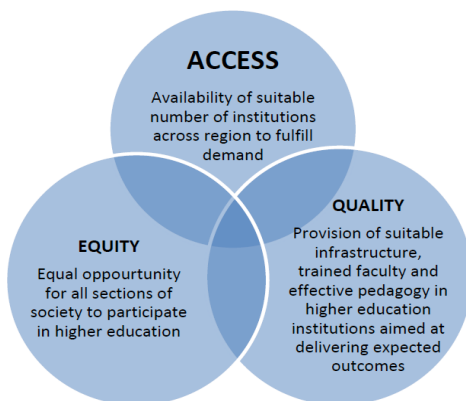 ACCESS
Availability of suitable
number of institutions
across region to fulfill
demand
EQUITY
Equal oppourtunity
for all sections of
society to participate
in higher education
QUALITY
Provision of suitable
infrastructure,
trained faculty and
effective pedagogy in
higher education
institutions aimed at
delivering expected
outcomes